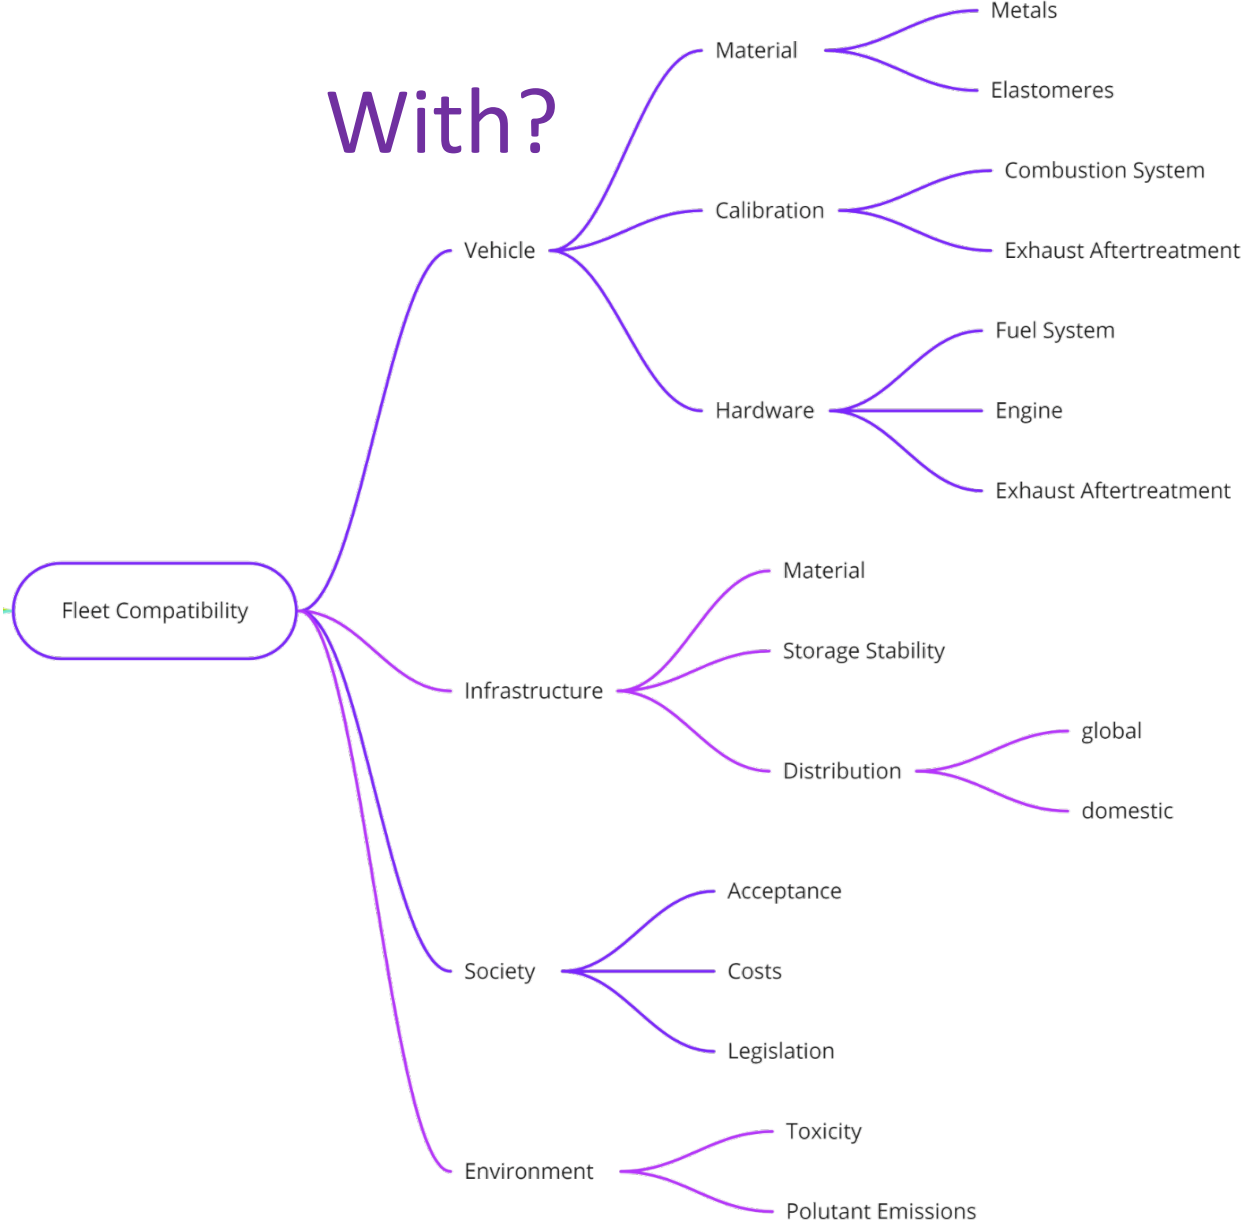 With?
Fleet Compatibility
Vehicle
Material
Metals
Elastomeres
Calibration
Combustion System
Exhaust Aftertreatment
Hardware
Fuel System
Engine
Exhaust Aftertreatment
Infrastructure
Material
Storage Stability
Distribution
global
domestic
Society
Acceptance
Costs
Legislation
Environment
Toxicity
Polutant Emissions